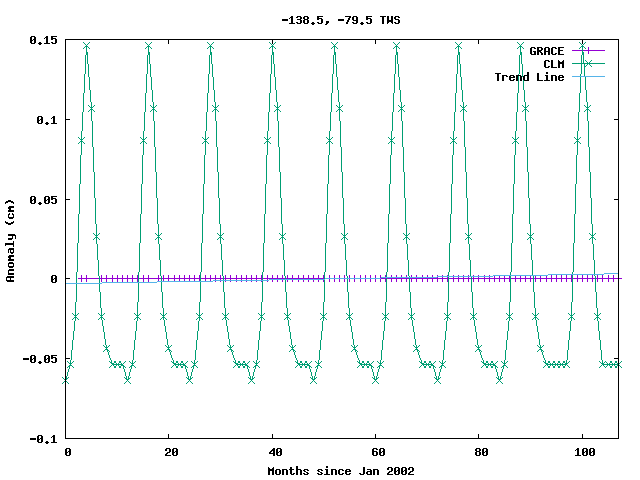 -138.5, -79.5 TWS
0.15
GRACE
CLM
Trend Line
0.1
0.05
Anomaly (cm)
0
-0.05
-0.1
0 20 40 60 80 100
Months since Jan 2002